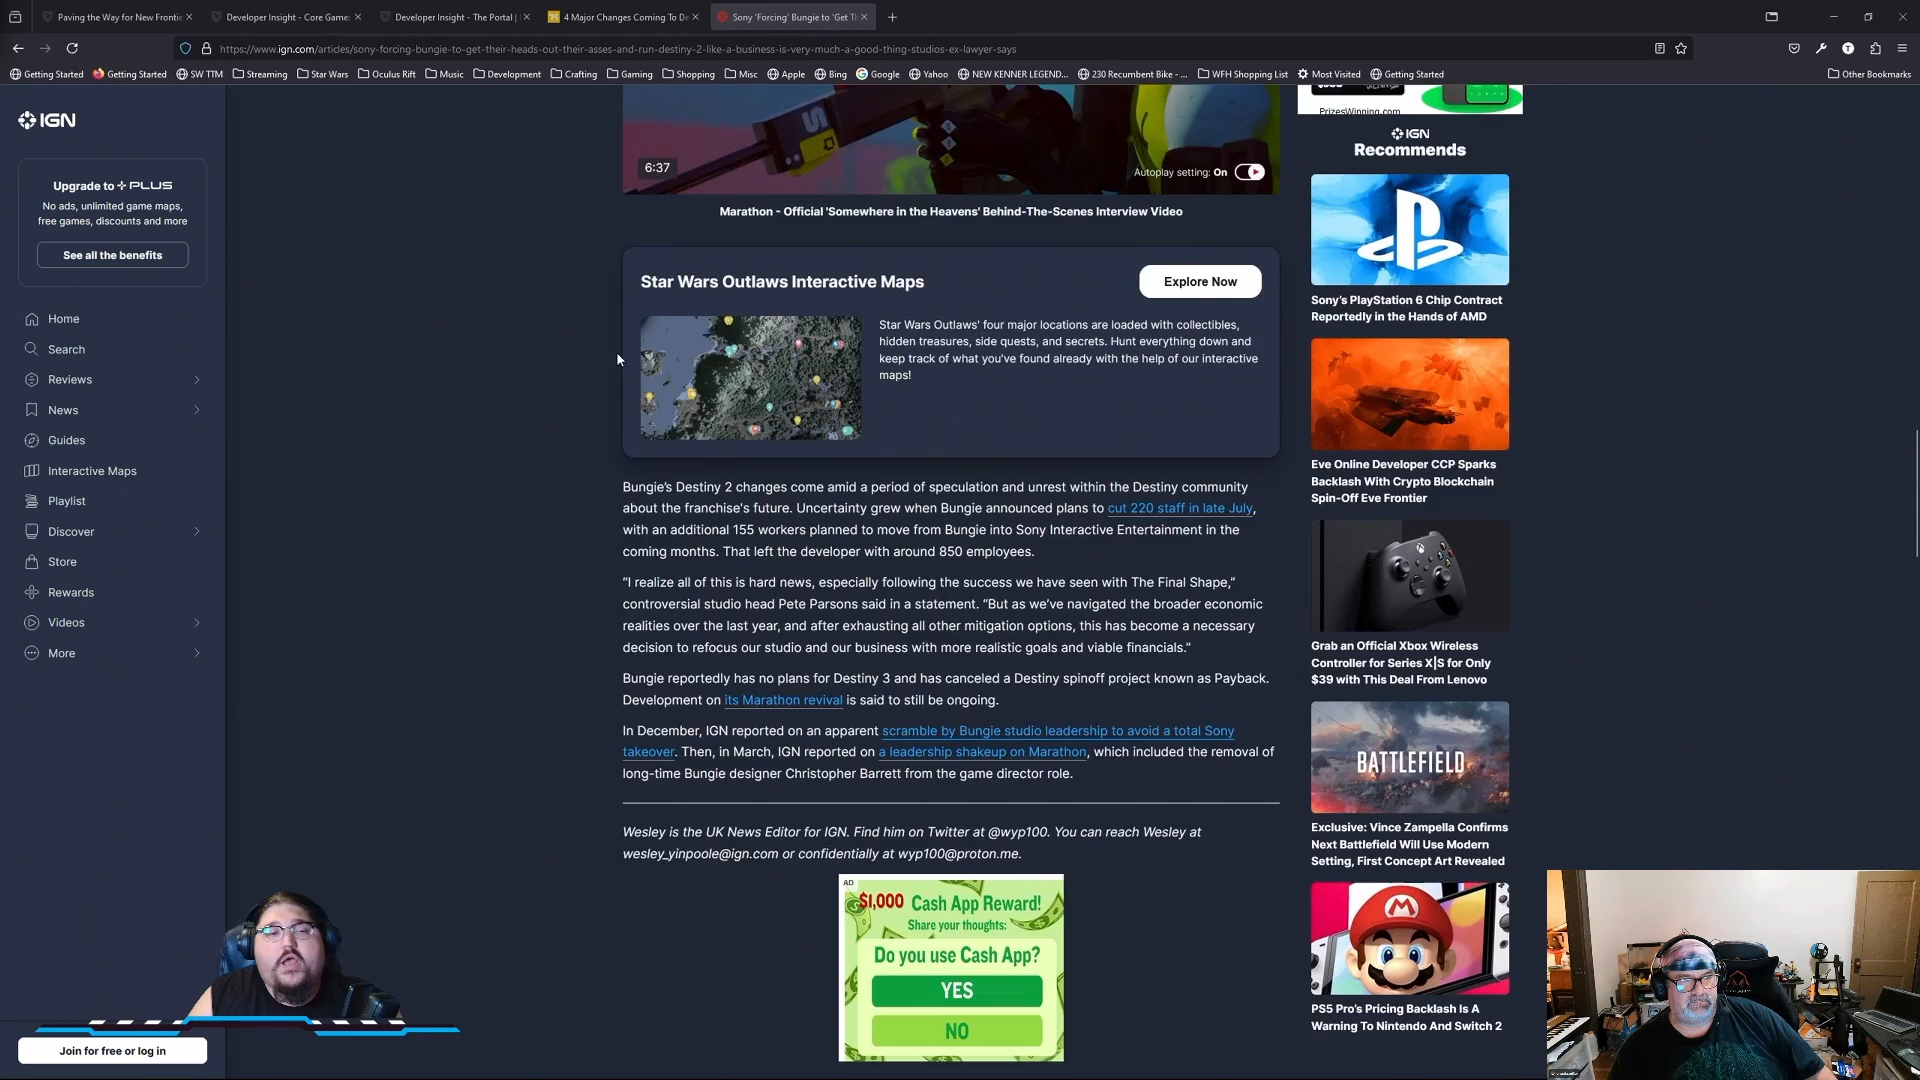 Paving the Way for New Frontie
Developer Insight - Core Game
Developer Insight - The Portal |
4 Major Changes Coming To De
Sony 'Forcing' Bungie to 'Get Th
https://www.ign.com/articles/sony-forcing-bungie-to-get-their-heads-out-their-asses-and-run-destiny-2-like-a-business-is-very-much-a-good-thing-studios-ex-lawyer-says
Getting Started
Getting Started
SW TTM
Streaming
Star Wars
Oculus Rift
Music
Development
Crafting
Gaming
Shopping
Misc
Apple
Bing
Google
Yahoo
NEW KENNER LEGEND...
230 Recumbent Bike - ...
WFH Shopping List
Most Visited
Getting Started
Other Bookmarks
IGN
Upgrade to PLUS
No ads, unlimited game maps,
free games, discounts and more
See all the benefits
Home
Search
Reviews
News
Guides
Interactive Maps
Playlist
Discover
Store
Rewards
Videos
More
Join for free or log in
6:37
Autoplay setting: On
Marathon - Official 'Somewhere in the Heavens' Behind-The-Scenes Interview Video
Star Wars Outlaws Interactive Maps
Explore Now
Star Wars Outlaws' four major locations are loaded with collectibles,
hidden treasures, side quests, and secrets. Hunt everything down and
keep track of what you've found already with the help of our interactive
maps!
Bungie's Destiny 2 changes come amid a period of speculation and unrest within the Destiny community
about the franchise's future. Uncertainty grew when Bungie announced plans to cut 220 staff in late July,
with an additional 155 workers planned to move from Bungie into Sony Interactive Entertainment in the
coming months. That left the developer with around 850 employees.
“I realize all of this is hard news, especially following the success we have seen with The Final Shape,”
controversial studio head Pete Parsons said in a statement. “But as we've navigated the broader economic
realities over the last year, and after exhausting all other mitigation options, this has become a necessary
decision to refocus our studio and our business with more realistic goals and viable financials.”
Bungie reportedly has no plans for Destiny 3 and has canceled a Destiny spinoff project known as Payback.
Development on its Marathon revival is said to still be ongoing.
In December, IGN reported on an apparent scramble by Bungie studio leadership to avoid a total Sony
takeover. Then, in March, IGN reported on a leadership shakeup on Marathon, which included the removal of
long-time Bungie designer Christopher Barrett from the game director role.
Wesley is the UK News Editor for IGN. Find him on Twitter at @wyp100. You can reach Wesley at
wesley_yinpoole@ign.com or confidentially at wyp100@proton.me.
AD
$1,000 Cash App Reward!
Share your thoughts:
Do you use Cash App?
YES
NO
PrizesWinning.com
IGN
Recommends
Sony's PlayStation 6 Chip Contract
Reportedly in the Hands of AMD
Eve Online Developer CCP Sparks
Backlash With Crypto Blockchain
Spin-Off Eve Frontier
Grab an Official Xbox Wireless
Controller for Series X|S for Only
$39 with This Deal From Lenovo
BATTLEFIELD
Exclusive: Vince Zampella Confirms
Next Battlefield Will Use Modern
Setting, First Concept Art Revealed
PS5 Pro's Pricing Backlash Is A
Warning To Nintendo And Switch 2